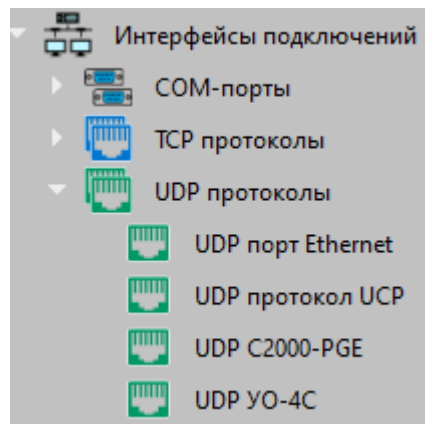 Интерфейсы подключений
COM-порты
TCP протоколы
UDP протоколы
UDP порт Ethernet
UDP протокол UCP
UDP С2000-PGE
UDP УО-4С